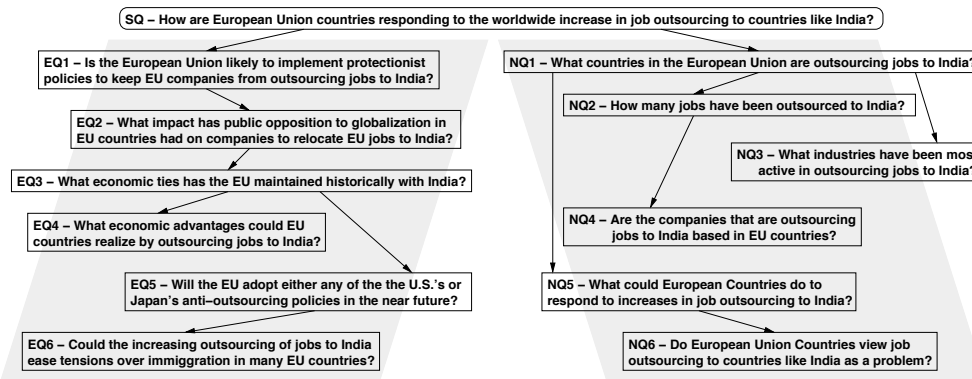 SQ – How are European Union countries responding to the worldwide increase in job outsourcing to countries like India?
EQ1 – Is the European Union likely to implement protectionist
policies to keep EU companies from outsourcing jobs to India?
EQ2 – What impact has public opposition to globalization in
EU countries had on companies to relocate EU jobs to India?
EQ3 – What economic ties has the EU maintained historically with India?
EQ4 – What economic advantages could EU
countries realize by outsourcing jobs to India?
EQ5 – Will the EU adopt either any of the the U.S.'s or
Japan's anti–outsourcing policies in the near future?
EQ6 – Could the increasing outsourcing of jobs to India
ease tensions over immiggration in many EU countries?
NQ1 – What countries in the European Union are outsourcing jobs to India?
NQ2 – How many jobs have been outsourced to India?
NQ3 – What industries have been mos
active in outsourcing jobs to India?
NQ4 – Are the companies that are outsourcing
jobs to India based in EU countries?
NQ5 – What could European Countries do to
respond to increases in job outsourcing to India?
NQ6 – Do European Union Countries view job
outsourcing to countries like India as a problem?